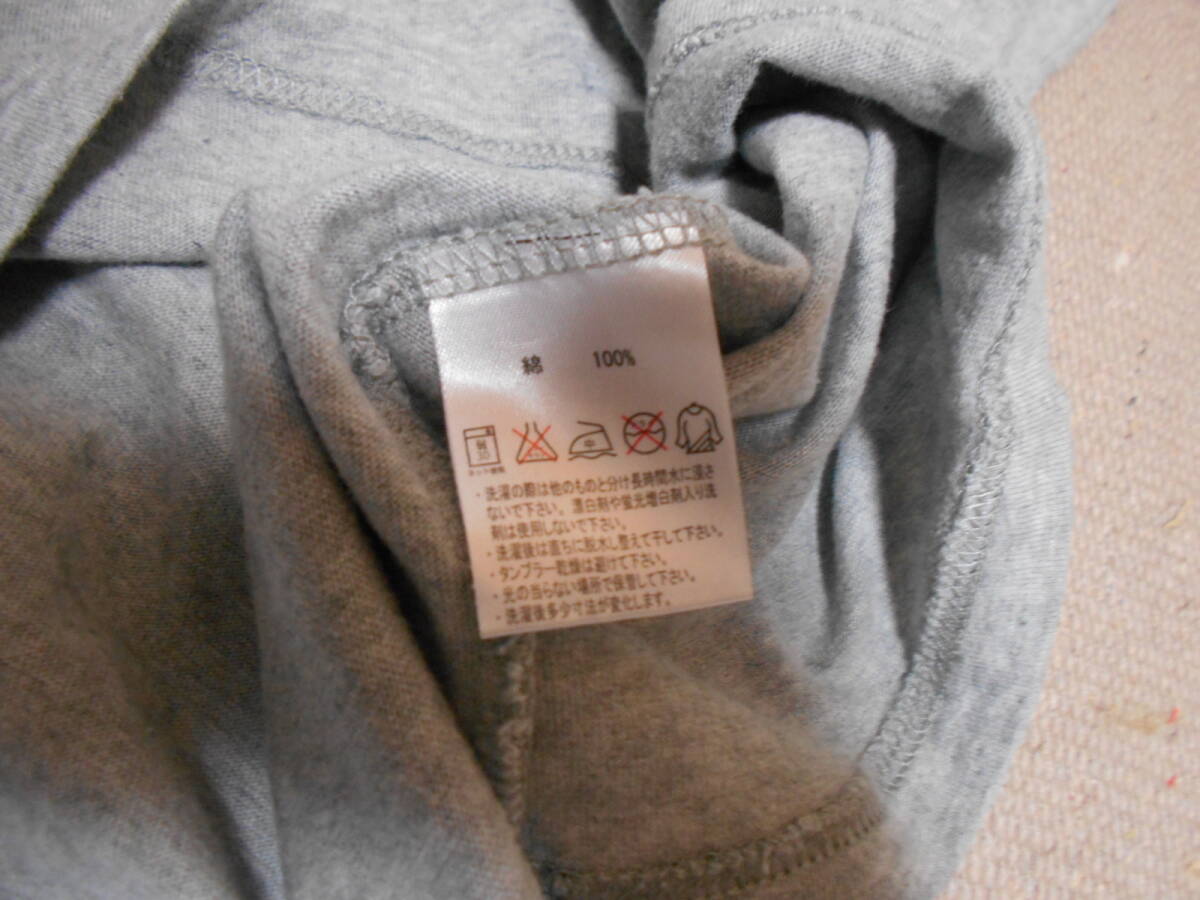 綿 100%
弱
30
中
・洗濯の際は他のものと分け長時間水に浸さ
ないで下さい。漂白剤や蛍光増白剤入り洗
剤は使用しないで下さい。
・洗濯後は直ちに脱水し整えて干して下さい。
・タンブラー乾燥は避けて下さい。
・光の当らない場所で保管して下さい。
・洗濯後多少寸法が変化します。